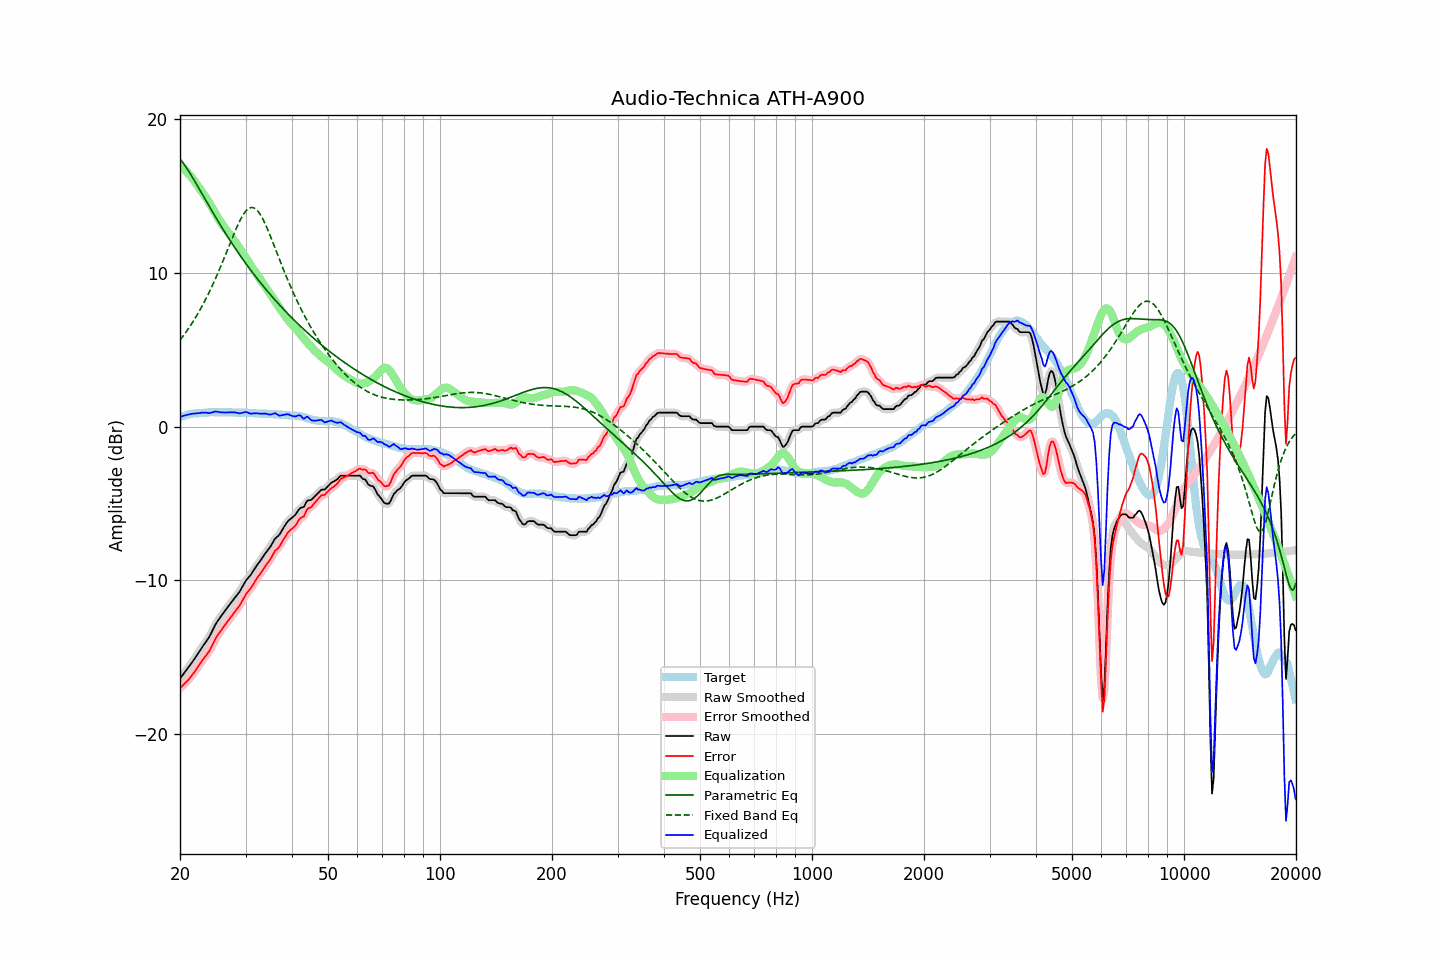 Audio-Technica ATH-A900
20
10
0
−10
−20
Amplitude (dBr)
Target
Raw Smoothed
Error Smoothed
Raw
Error
Equalization
Parametric Eq
Fixed Band Eq
Equalized
20 50 100 200 500 1000 2000 5000 10000 20000
Frequency (Hz)